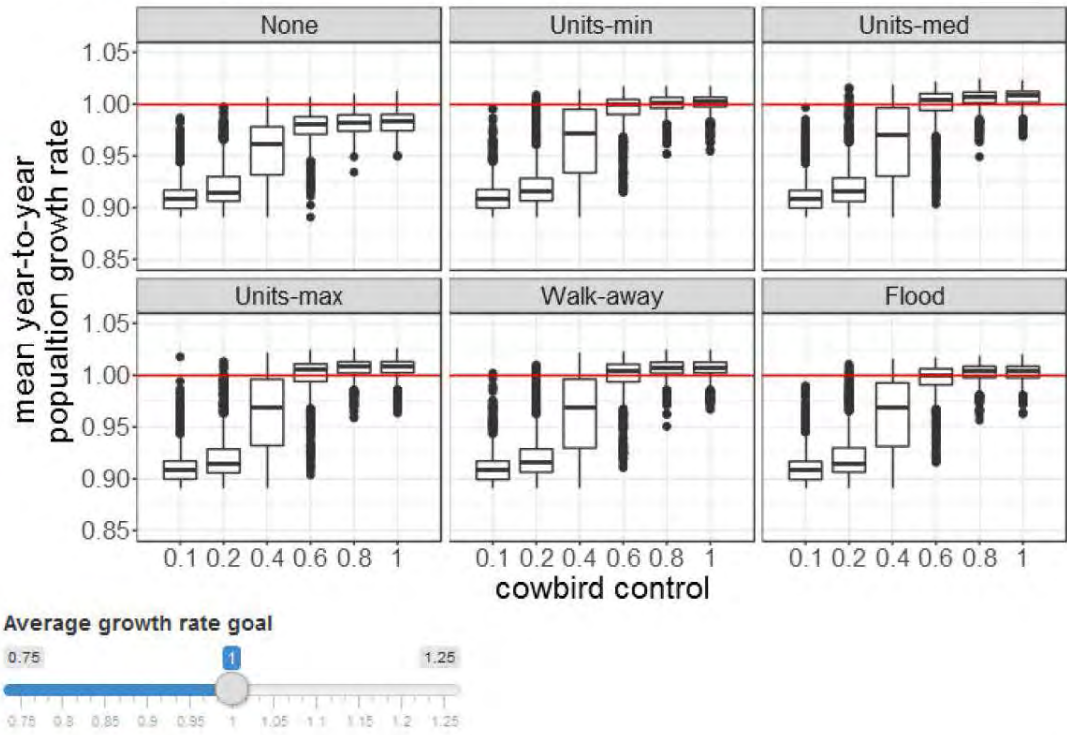 None Units-min Units-med
1.05
1.00
0.95
0.90
0.85
Units-max Walk-away Flood
1.05
1.00
0.95
0.90
0.85
mean year-to-year
popualtion growth rate
0.1 0.2 0.4 0.6 0.8 1 0.1 0.2 0.4 0.6 0.8 1 0.1 0.2 0.4 0.6 0.8 1
cowbird control
Average growth rate goal
0.75 1 1.25
0.75 0.8 0.85 0.9 0.95 1 1.05 1.1 1.15 1.2 1.25